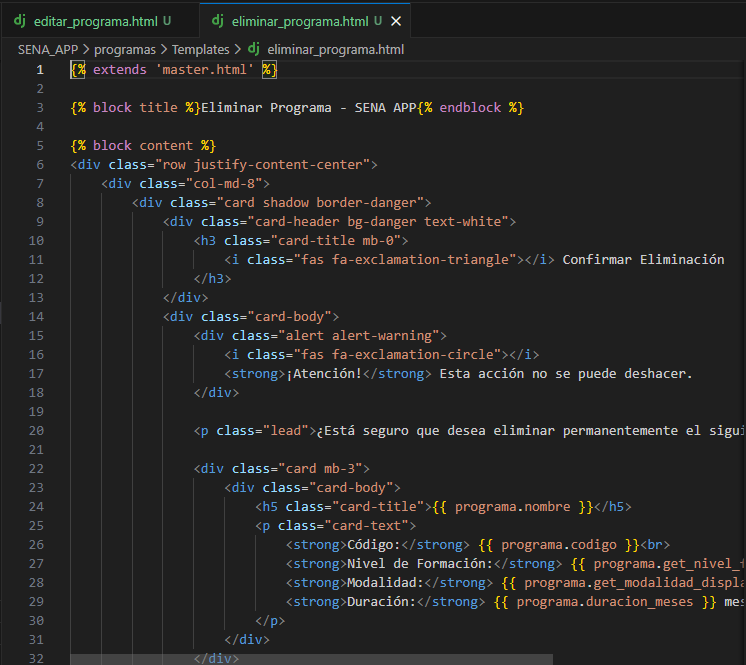 editar_programa.html U eliminar_programa.html U
SENA_APP > programas > Templates > eliminar_programa.html
1 {% extends 'master.html' %}
2
3 {% block title %}Eliminar Programa - SENA APP{% endblock %}
4
5 {% block content %}
6 <div class="row justify-content-center">
7 <div class="col-md-8">
8 <div class="card shadow border-danger">
9 <div class="card-header bg-danger text-white">
10 <h3 class="card-title mb-0">
11 <i class="fas fa-exclamation-triangle"></i> Confirmar Eliminación
12 </h3>
13 </div>
14 <div class="card-body">
15 <div class="alert alert-warning">
16 <i class="fas fa-exclamation-circle"></i>
17 <strong>¡Atención!</strong> Esta acción no se puede deshacer.
18 </div>
19
20 <p class="lead">¿Está seguro que desea eliminar permanentemente el sigui
21
22 <div class="card mb-3">
23 <div class="card-body">
24 <h5 class="card-title">{{ programa.nombre }}</h5>
25 <p class="card-text">
26 <strong>Código:</strong> {{ programa.codigo }}<br>
27 <strong>Nivel de Formación:</strong> {{ programa.get_nivel_
28 <strong>Modalidad:</strong> {{ programa.get_modalidad_displa
29 <strong>Duración:</strong> {{ programa.duracion_meses }} mes
30 </p>
31 </div>
32 </div>